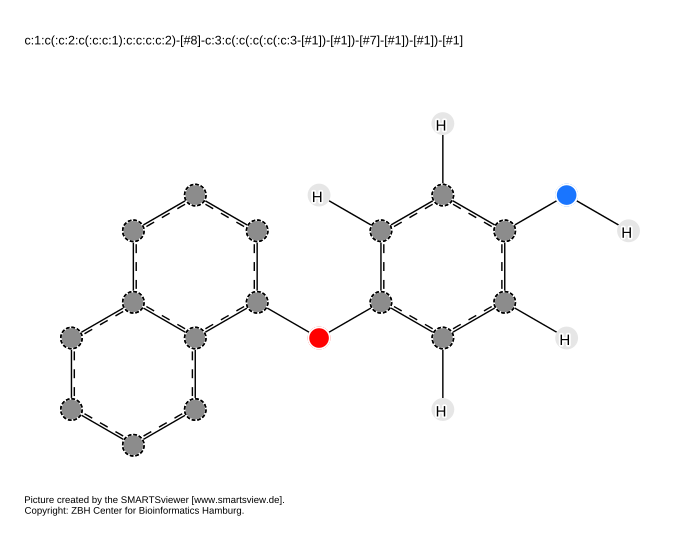 c:1:c(:c:2:c(:c:c:1):c:c:c:c:2)-[#8]-c:3:c(:c(:c(:c(:c:3-[#1])-[#1])-[#7]-[#1])-[#1])-[#1]
H
H
H
H
H
Picture created by the SMARTSviewer [www.smartsview.de].
Copyright: ZBH Center for Bioinformatics Hamburg.